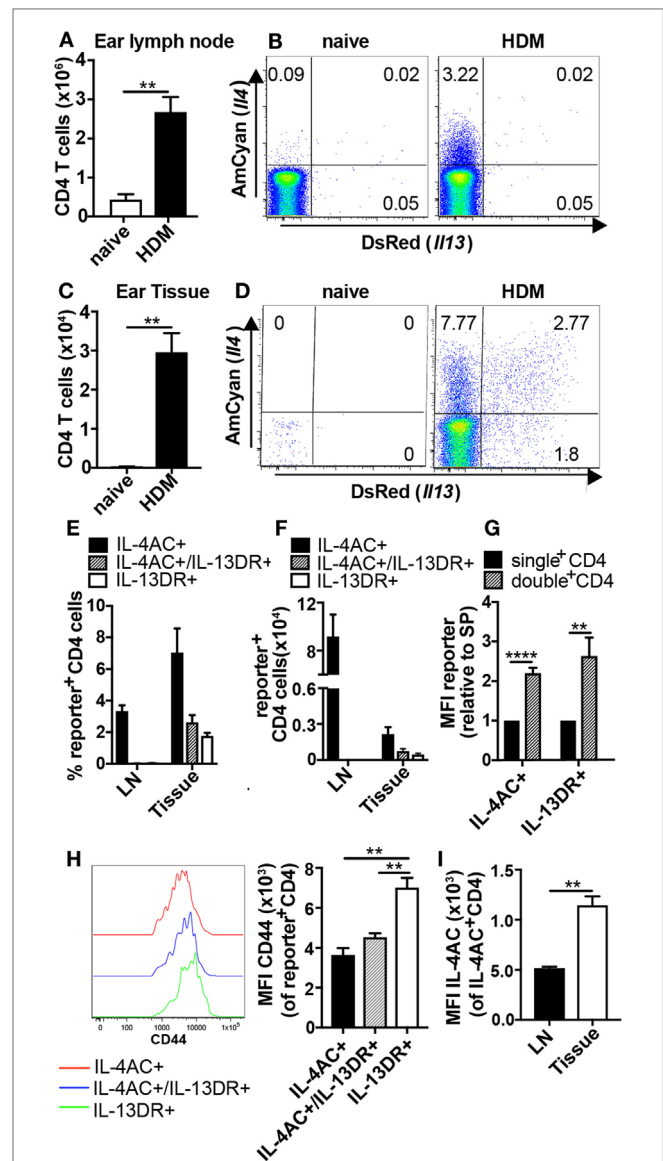 A Ear lymph node
CD4 T cells (x10⁶)
4
3
2
1
0
**
naive
HDM
B naive HDM
0.09 0.02
0.05
3.22 0.02
0.05
AmCyan (Il4)
DsRed (Il13)
C Ear Tissue
CD4 T cells (x10⁴)
4
3
2
1
0
**
naive
HDM
D naive HDM
0 0
0
7.77 2.77
1.8
AmCyan (Il4)
DsRed (Il13)
E
IL-4AC+
IL-4AC+/IL-13DR+
IL-13DR+
% reporter⁺ CD4 cells
10
8
6
4
2
0
LN
Tissue
F
IL-4AC+
IL-4AC+/IL-13DR+
IL-13DR+
reporter⁺
CD4 cells(x10⁴)
12
8
0.6
0.3
0
LN
Tissue
G
single⁺ CD4
double⁺CD4
MFI reporter
(relative to SP)
4
3
2
1
0
****
**
IL-4AC+
IL-13DR+
H
0 100 1000 10000 1x10⁵
CD44
IL-4AC+
IL-4AC+/IL-13DR+
IL-13DR+
MFI CD44 (x10³)
(of reporter⁺CD4)
8
6
4
2
0
**
**
IL-4AC+
IL-4AC+/IL-13DR+
IL-13DR+
I
MFI IL-4AC (x10³)
(of IL-4AC⁺CD4)
1.5
1.0
5.0
0
**
LN
Tissue